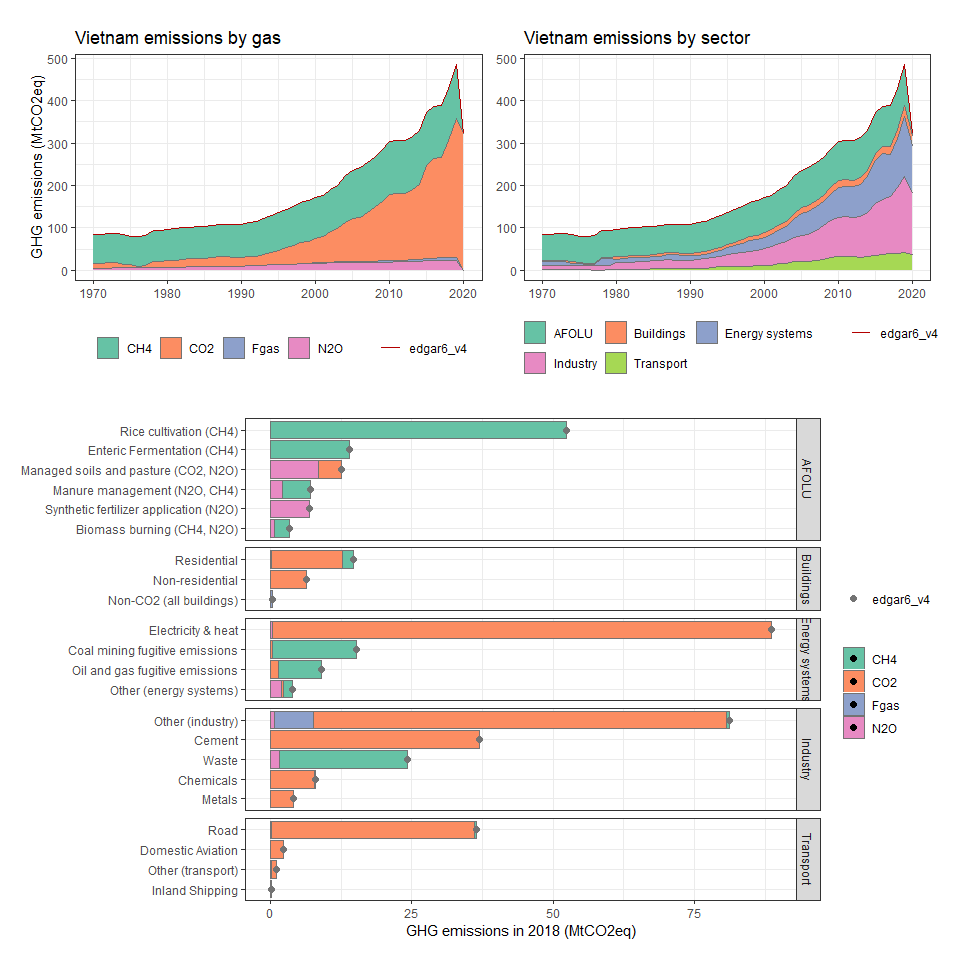 Vietnam emissions by gas
GHG emissions (MtCO2eq)
500
400
300
200
100
0
1970
1980
1990
2000
2010
2020
CH4
CO2
Fgas
N2O
edgar6_v4
Vietnam emissions by sector
500
400
300
200
100
0
1970
1980
1990
2000
2010
2020
AFOLU
Buildings
Energy systems
edgar6_v4
Industry
Transport
Rice cultivation (CH4)
Enteric Fermentation (CH4)
Managed soils and pasture (CO2, N2O)
Manure management (N2O, CH4)
Synthetic fertilizer application (N2O)
Biomass burning (CH4, N2O)
AFOLU
Residential
Non-residential
Non-CO2 (all buildings)
Buildings
Electricity & heat
Coal mining fugitive emissions
Oil and gas fugitive emissions
Other (energy systems)
Energy systems
Other (industry)
Cement
Waste
Chemicals
Metals
Industry
Road
Domestic Aviation
Other (transport)
Inland Shipping
Transport
0
25
50
75
GHG emissions in 2018 (MtCO2eq)
edgar6_v4
CH4
CO2
Fgas
N2O